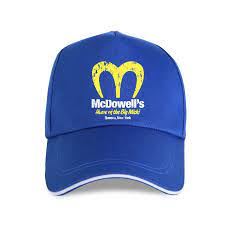 McDowell's
Home of the Big Mick!
Queens, New York